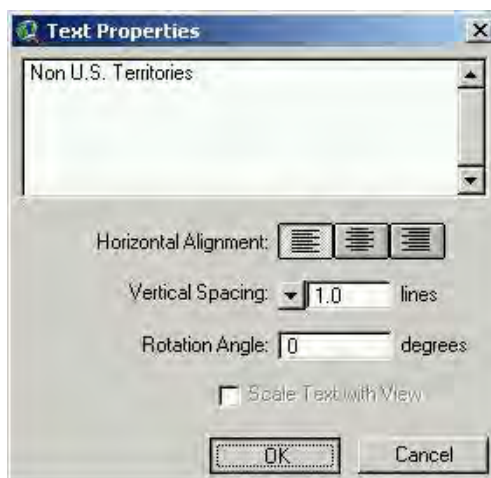 Text Properties
Non U.S. Territories
Horizontal Alignment:
Vertical Spacing: 1.0 lines
Rotation Angle: 0 degrees
Scale Text with View
OK Cancel